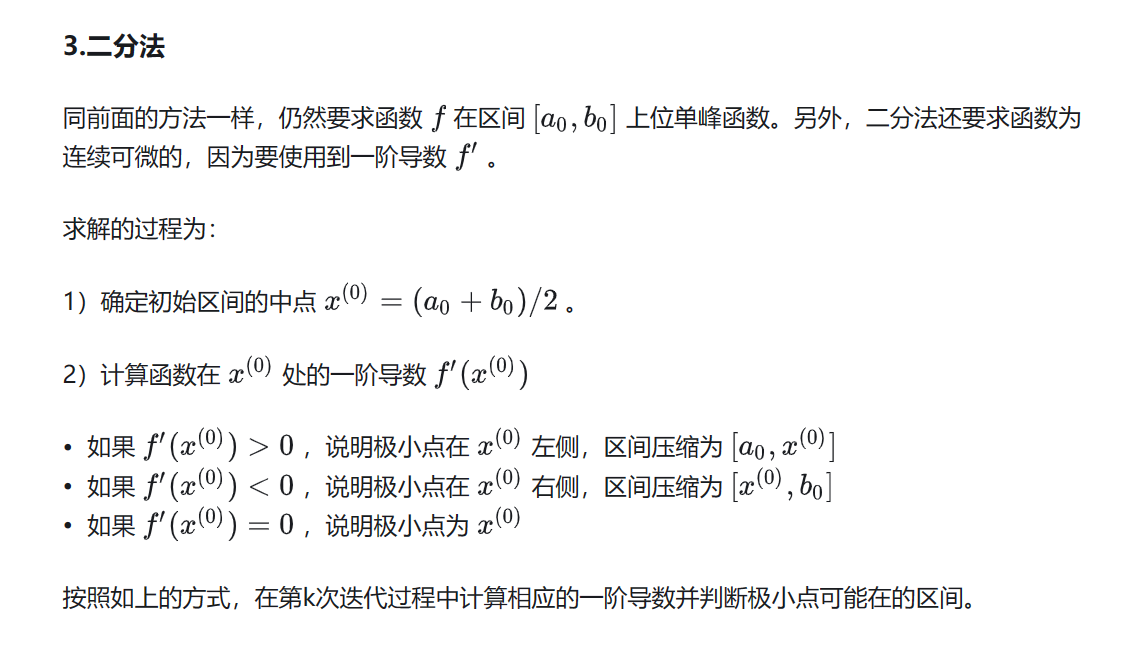 3.二分法
同前面的方法一样，仍然要求函数 f 在区间 [a₀, b₀] 上位单峰函数。另外，二分法还要求函数为
连续可微的，因为要使用到一阶导数 f′ 。
求解的过程为：
1）确定初始区间的中点 x⁽⁰⁾ = (a₀ + b₀)/2 。
2）计算函数在 x⁽⁰⁾ 处的一阶导数 f′(x⁽⁰⁾)
• 如果 f′(x⁽⁰⁾) > 0 ，说明极小点在 x⁽⁰⁾ 左侧，区间压缩为 [a₀, x⁽⁰⁾]
• 如果 f′(x⁽⁰⁾) < 0 ，说明极小点在 x⁽⁰⁾ 右侧，区间压缩为 [x⁽⁰⁾, b₀]
• 如果 f′(x⁽⁰⁾) = 0 ，说明极小点为 x⁽⁰⁾
按照如上的方式，在第k次迭代过程中计算相应的一阶导数并判断极小点可能在的区间。